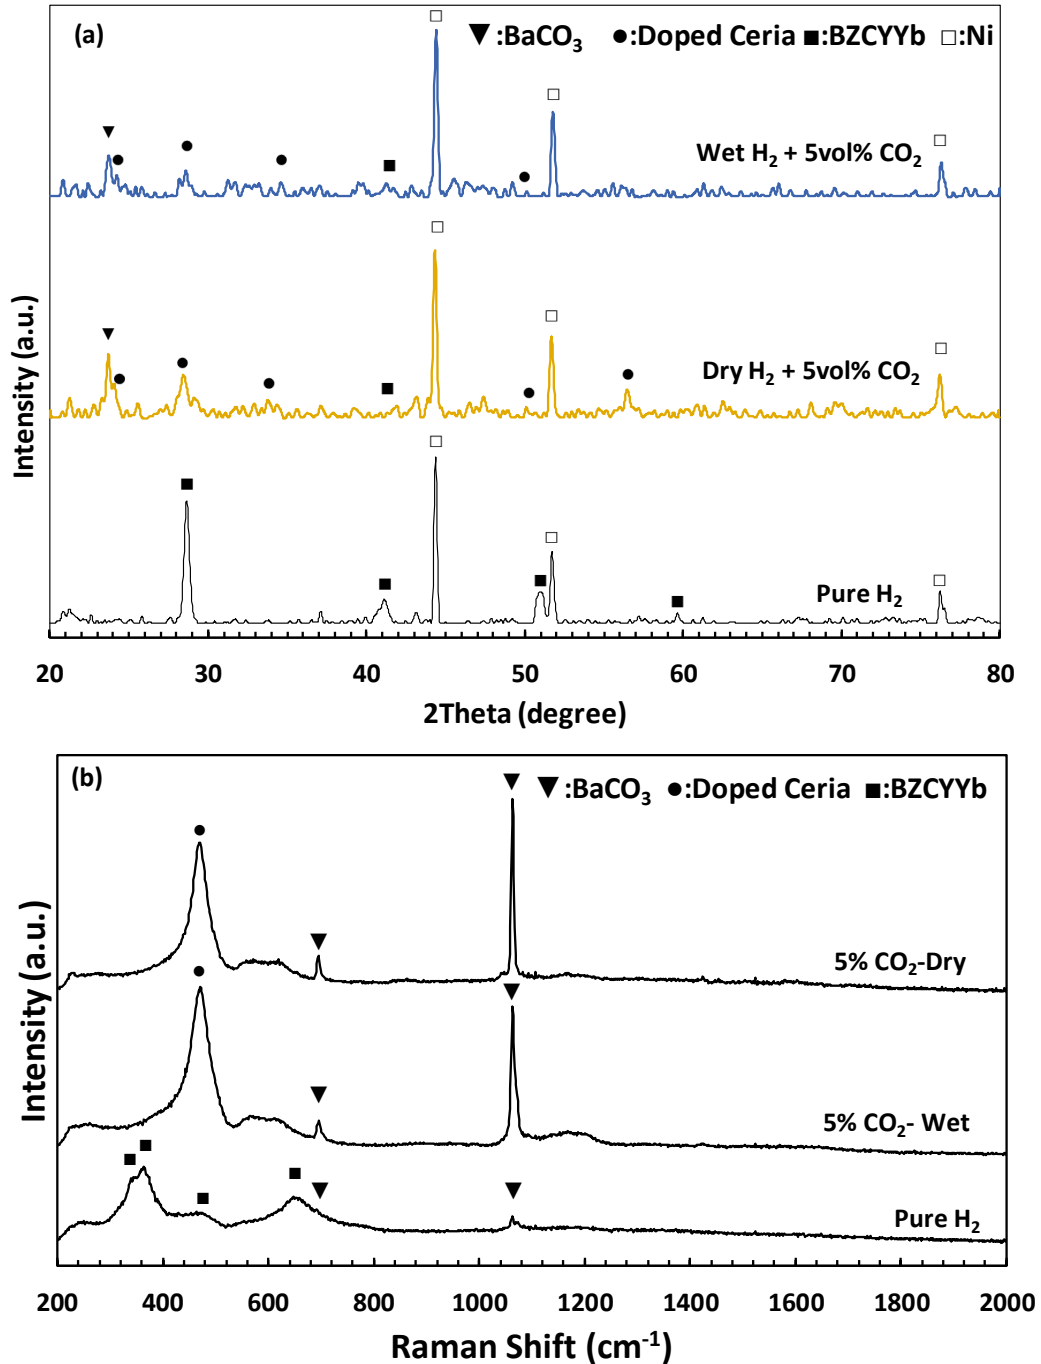 (a)
▼:BaCO₃ ●:Doped Ceria ■:BZCYYb □:Ni
Wet H₂ + 5vol% CO₂
Dry H₂ + 5vol% CO₂
Pure H₂
Intensity (a.u.)
20 30 40 50 60 70 80
2Theta (degree)
(b)
▼:BaCO₃ ●:Doped Ceria ■:BZCYYb
5% CO₂-Dry
5% CO₂- Wet
Pure H₂
Intensity (a.u.)
200 400 600 800 1000 1200 1400 1600 1800 2000
Raman Shift (cm⁻¹)